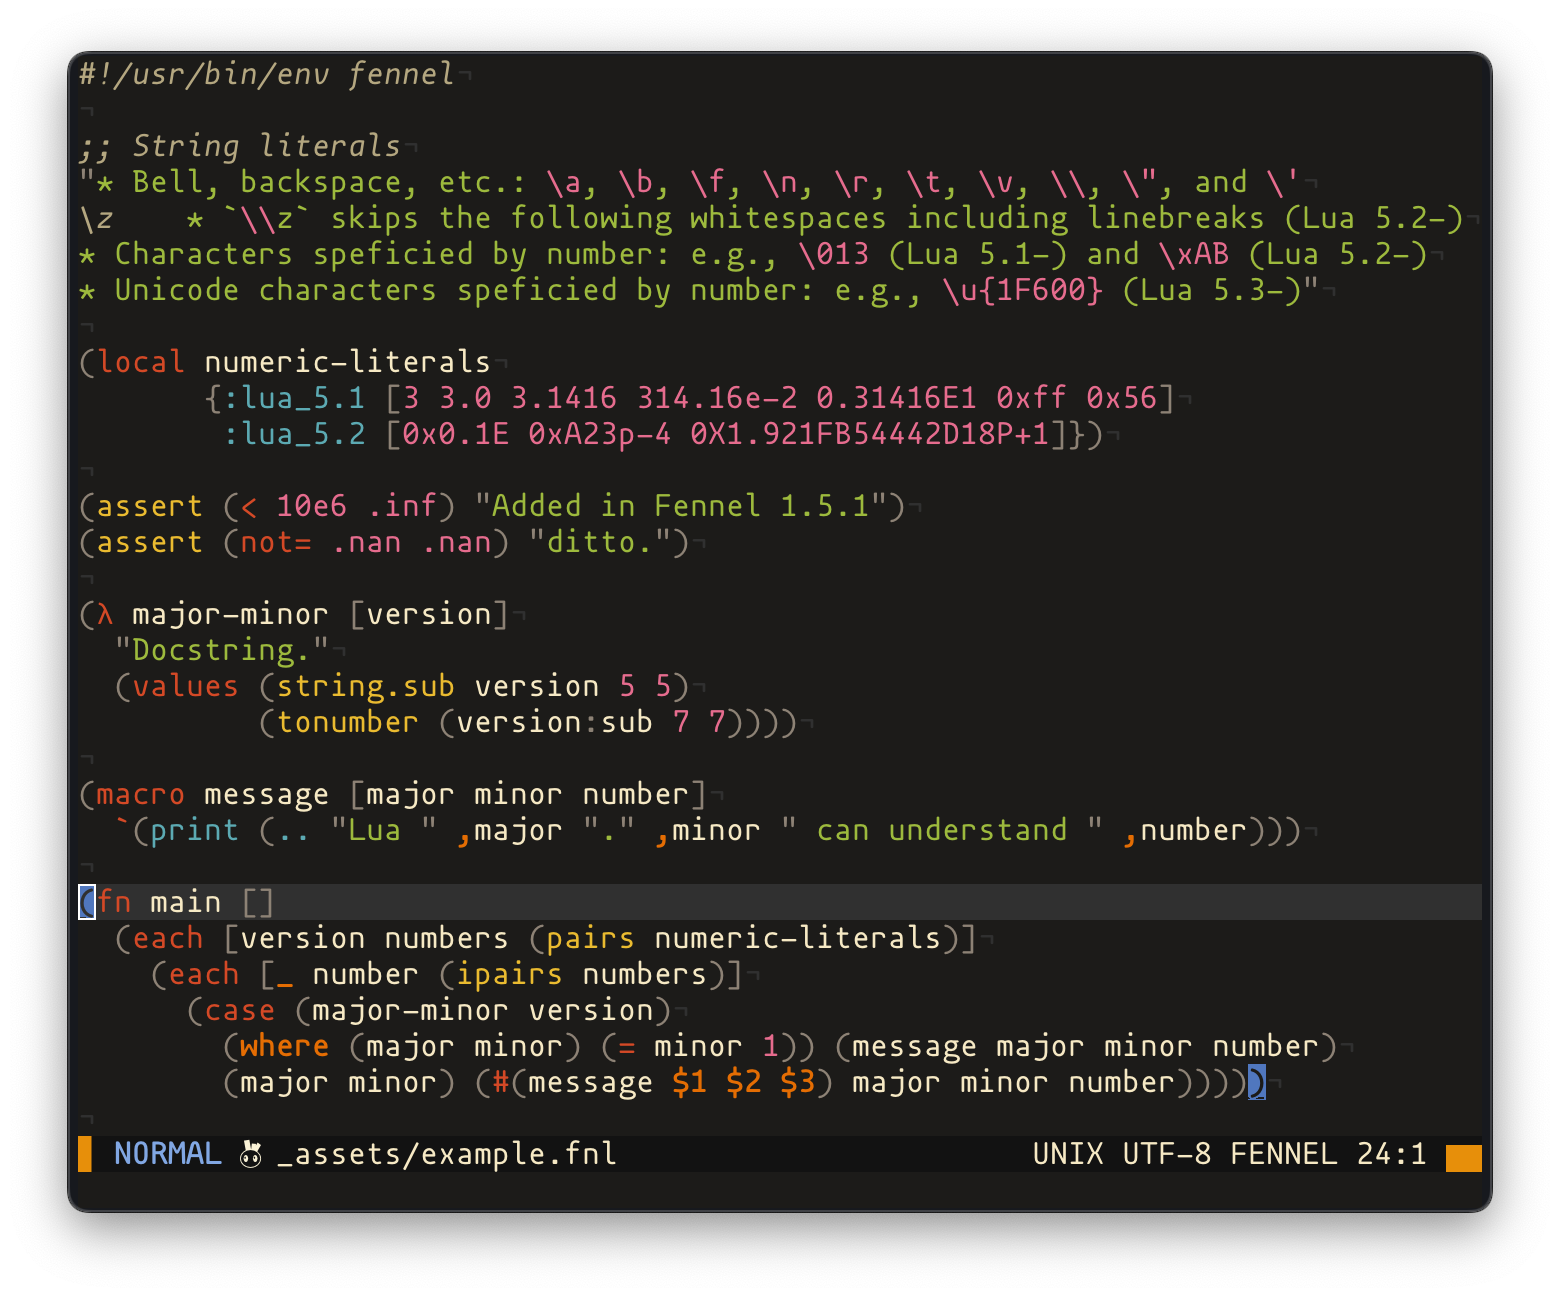 #!/usr/bin/env fennel¬
¬
;; String literals¬
"* Bell, backspace, etc.: \a, \b, \f, \n, \r, \t, \v, \\, \", and \'¬
\z    * `\\z` skips the following whitespaces including linebreaks (Lua 5.2–)¬
* Characters speficied by number: e.g., \013 (Lua 5.1–) and \xAB (Lua 5.2–)¬
* Unicode characters speficied by number: e.g., \u{1F600} (Lua 5.3–)"¬
¬
(local numeric-literals¬
       {:lua_5.1 [3 3.0 3.1416 314.16e-2 0.31416E1 0xff 0x56]¬
        :lua_5.2 [0x0.1E 0xA23p-4 0X1.921FB54442D18P+1]})¬
¬
(assert (< 10e6 .inf) "Added in Fennel 1.5.1")¬
(assert (not= .nan .nan) "ditto.")¬
¬
(λ major-minor [version]¬
  "Docstring."¬
  (values (string.sub version 5 5)¬
          (tonumber (version:sub 7 7))))¬
¬
(macro message [major minor number]¬
  `(print (.. "Lua " ,major "." ,minor " can understand " ,number)))¬
¬
(fn main []
  (each [version numbers (pairs numeric-literals)]¬
    (each [_ number (ipairs numbers)]¬
      (case (major-minor version)¬
        (where (major minor) (= minor 1)) (message major minor number)¬
        (major minor) (#(message $1 $2 $3) major minor number)))))¬
¬
NORMAL _assets/example.fnl UNIX UTF-8 FENNEL 24:1